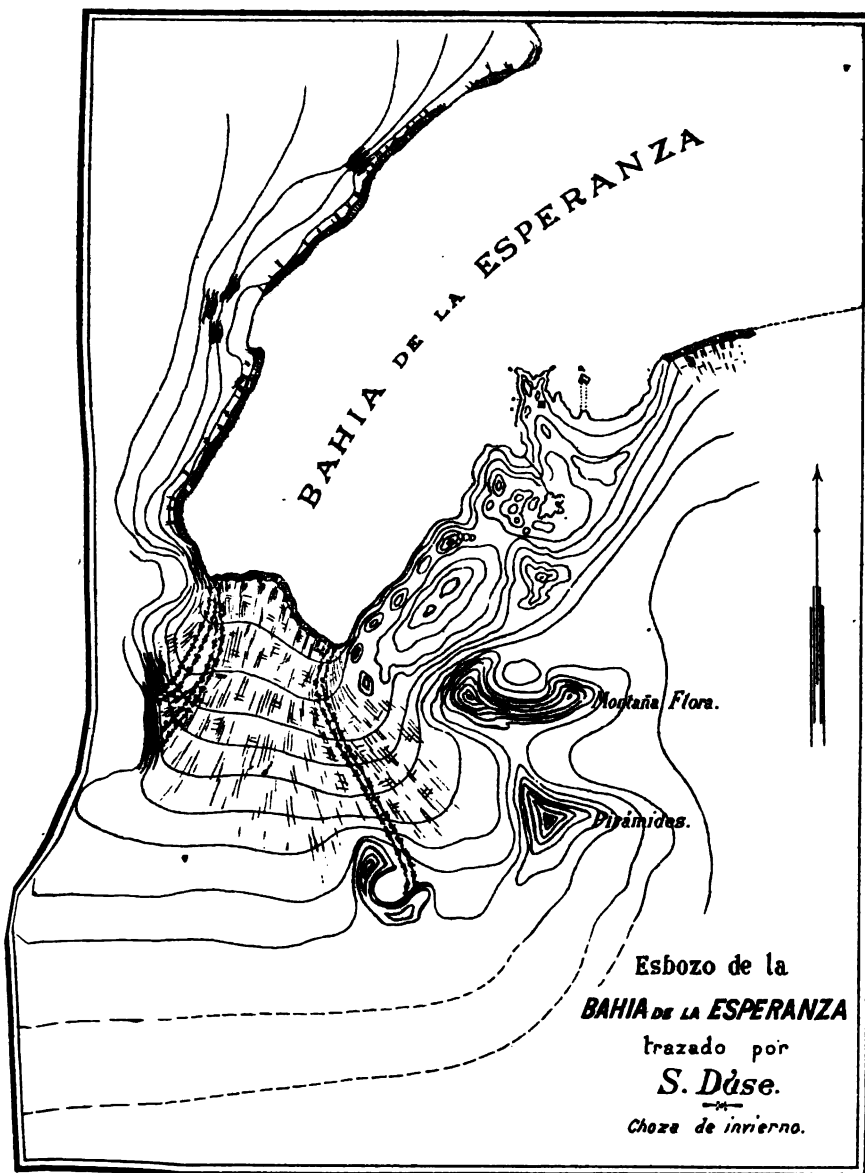 BAHIA DE LA ESPERANZA
Montaña Flora.
Pirámides.
Esbozo de la
BAHIA DE LA ESPERANZA
trazado por
S. Dùse.
Choza de invierno.